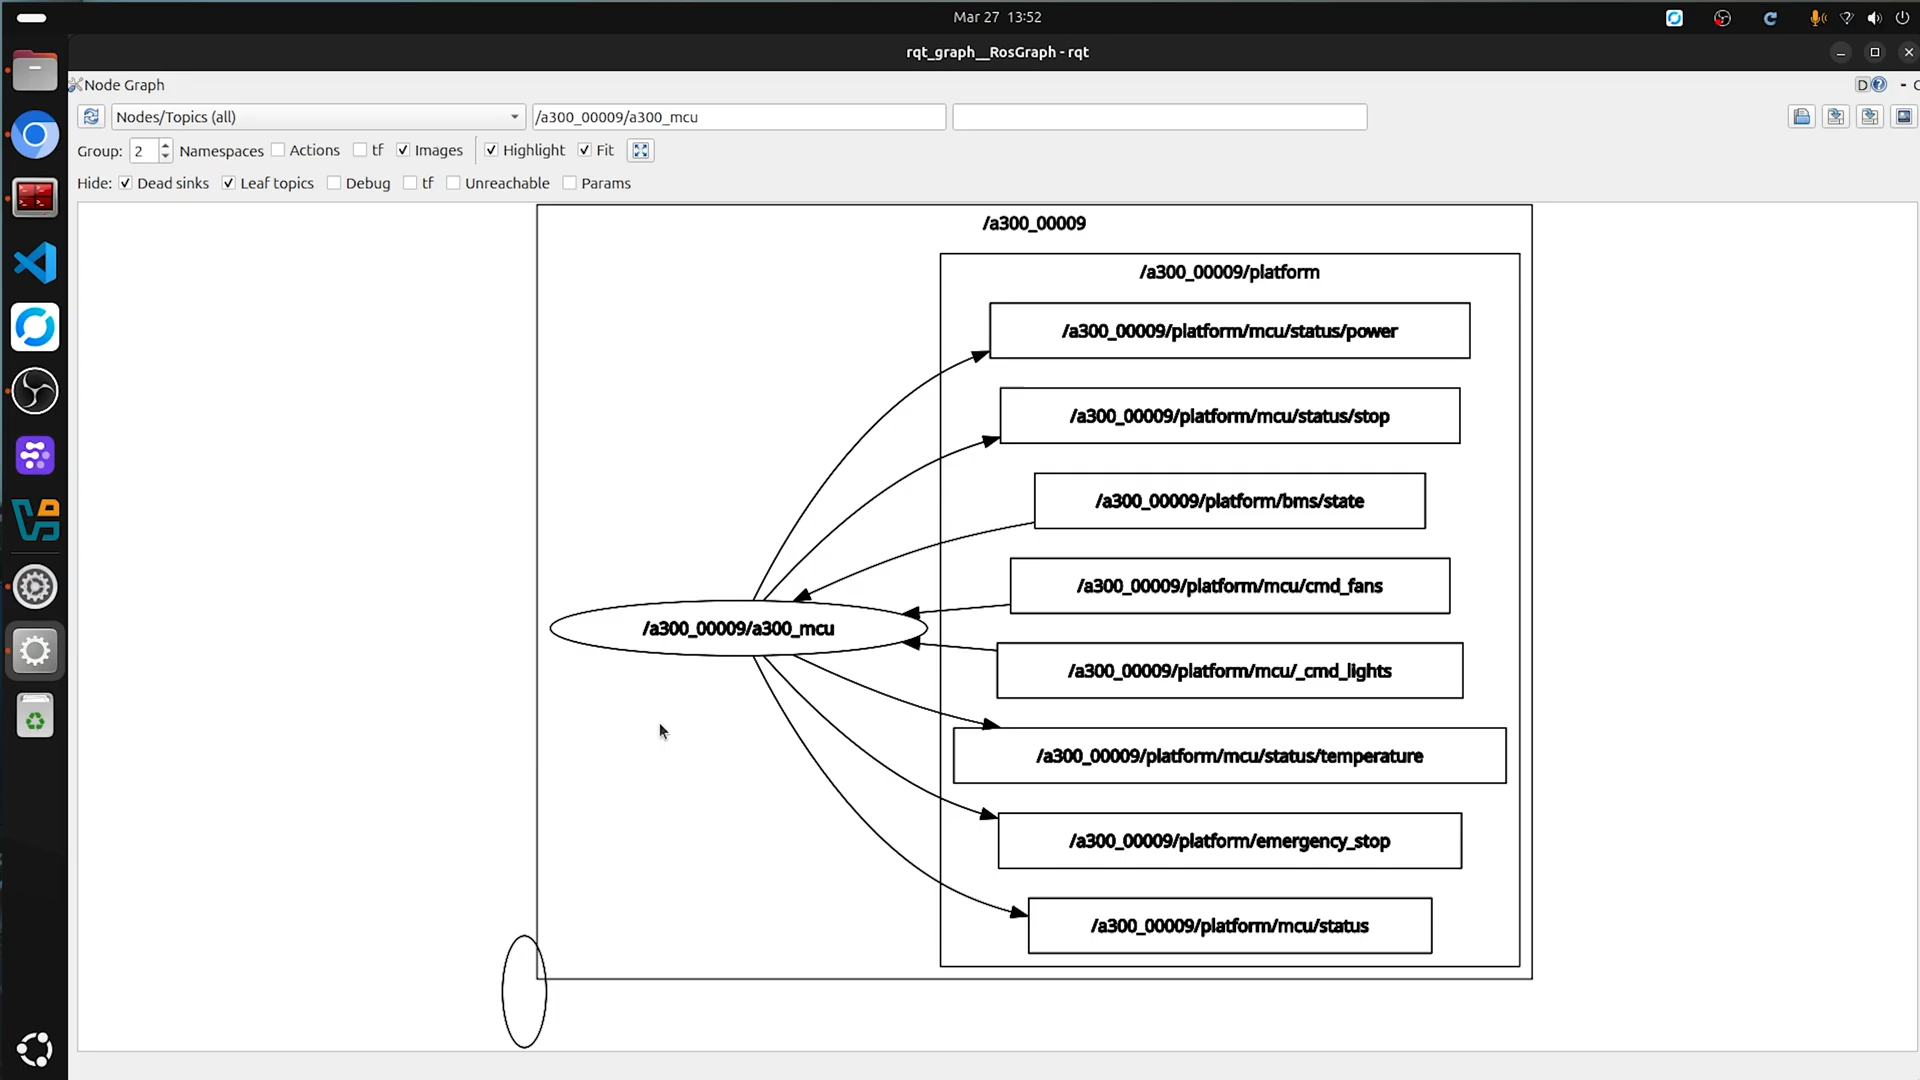 Mar 27 13:52
rqt_graph__RosGraph - rqt
Node Graph
D
Nodes/Topics (all)
/a300_00009/a300_mcu
Group: 2 Namespaces Actions tf Images Highlight Fit
Hide: Dead sinks Leaf topics Debug tf Unreachable Params
/a300_00009
/a300_00009/platform
/a300_00009/platform/mcu/status/power
/a300_00009/platform/mcu/status/stop
/a300_00009/platform/bms/state
/a300_00009/platform/mcu/cmd_fans
/a300_00009/a300_mcu
/a300_00009/platform/mcu/_cmd_lights
/a300_00009/platform/mcu/status/temperature
/a300_00009/platform/emergency_stop
/a300_00009/platform/mcu/status